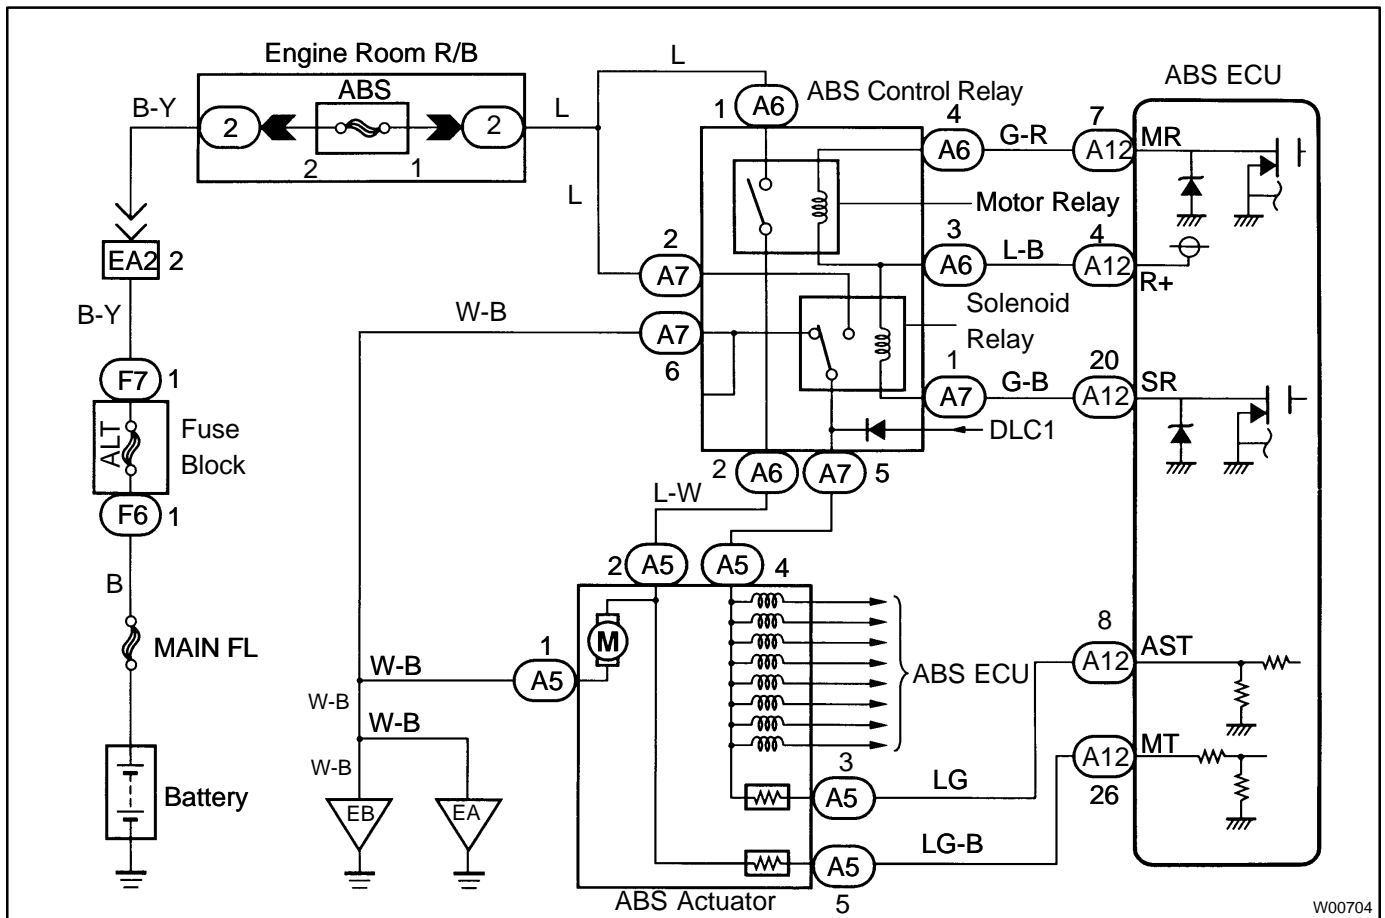 Engine Room R/B
L
ABS ECU
ABS
B-Y
2
2
L
2
1
1
A6
ABS Control Relay
4
A6
G-R
7
A12
MR
L
Motor Relay
EA2
2
2
A7
3
A6
L-B
4
A12
R+
B-Y
W-B
A7
6
Solenoid
Relay
F7
1
1
A7
G-B
20
A12
SR
ALT
Fuse
Block
DLC1
F6
1
2
A6
A7
5
L-W
B
2
A5
A5
4
MAIN FL
M
1
A5
W-B
ABS ECU
8
A12
AST
W-B
W-B
W-B
MT
A12
26
Battery
EB
EA
3
A5
LG
LG-B
A5
5
ABS Actuator
W00704